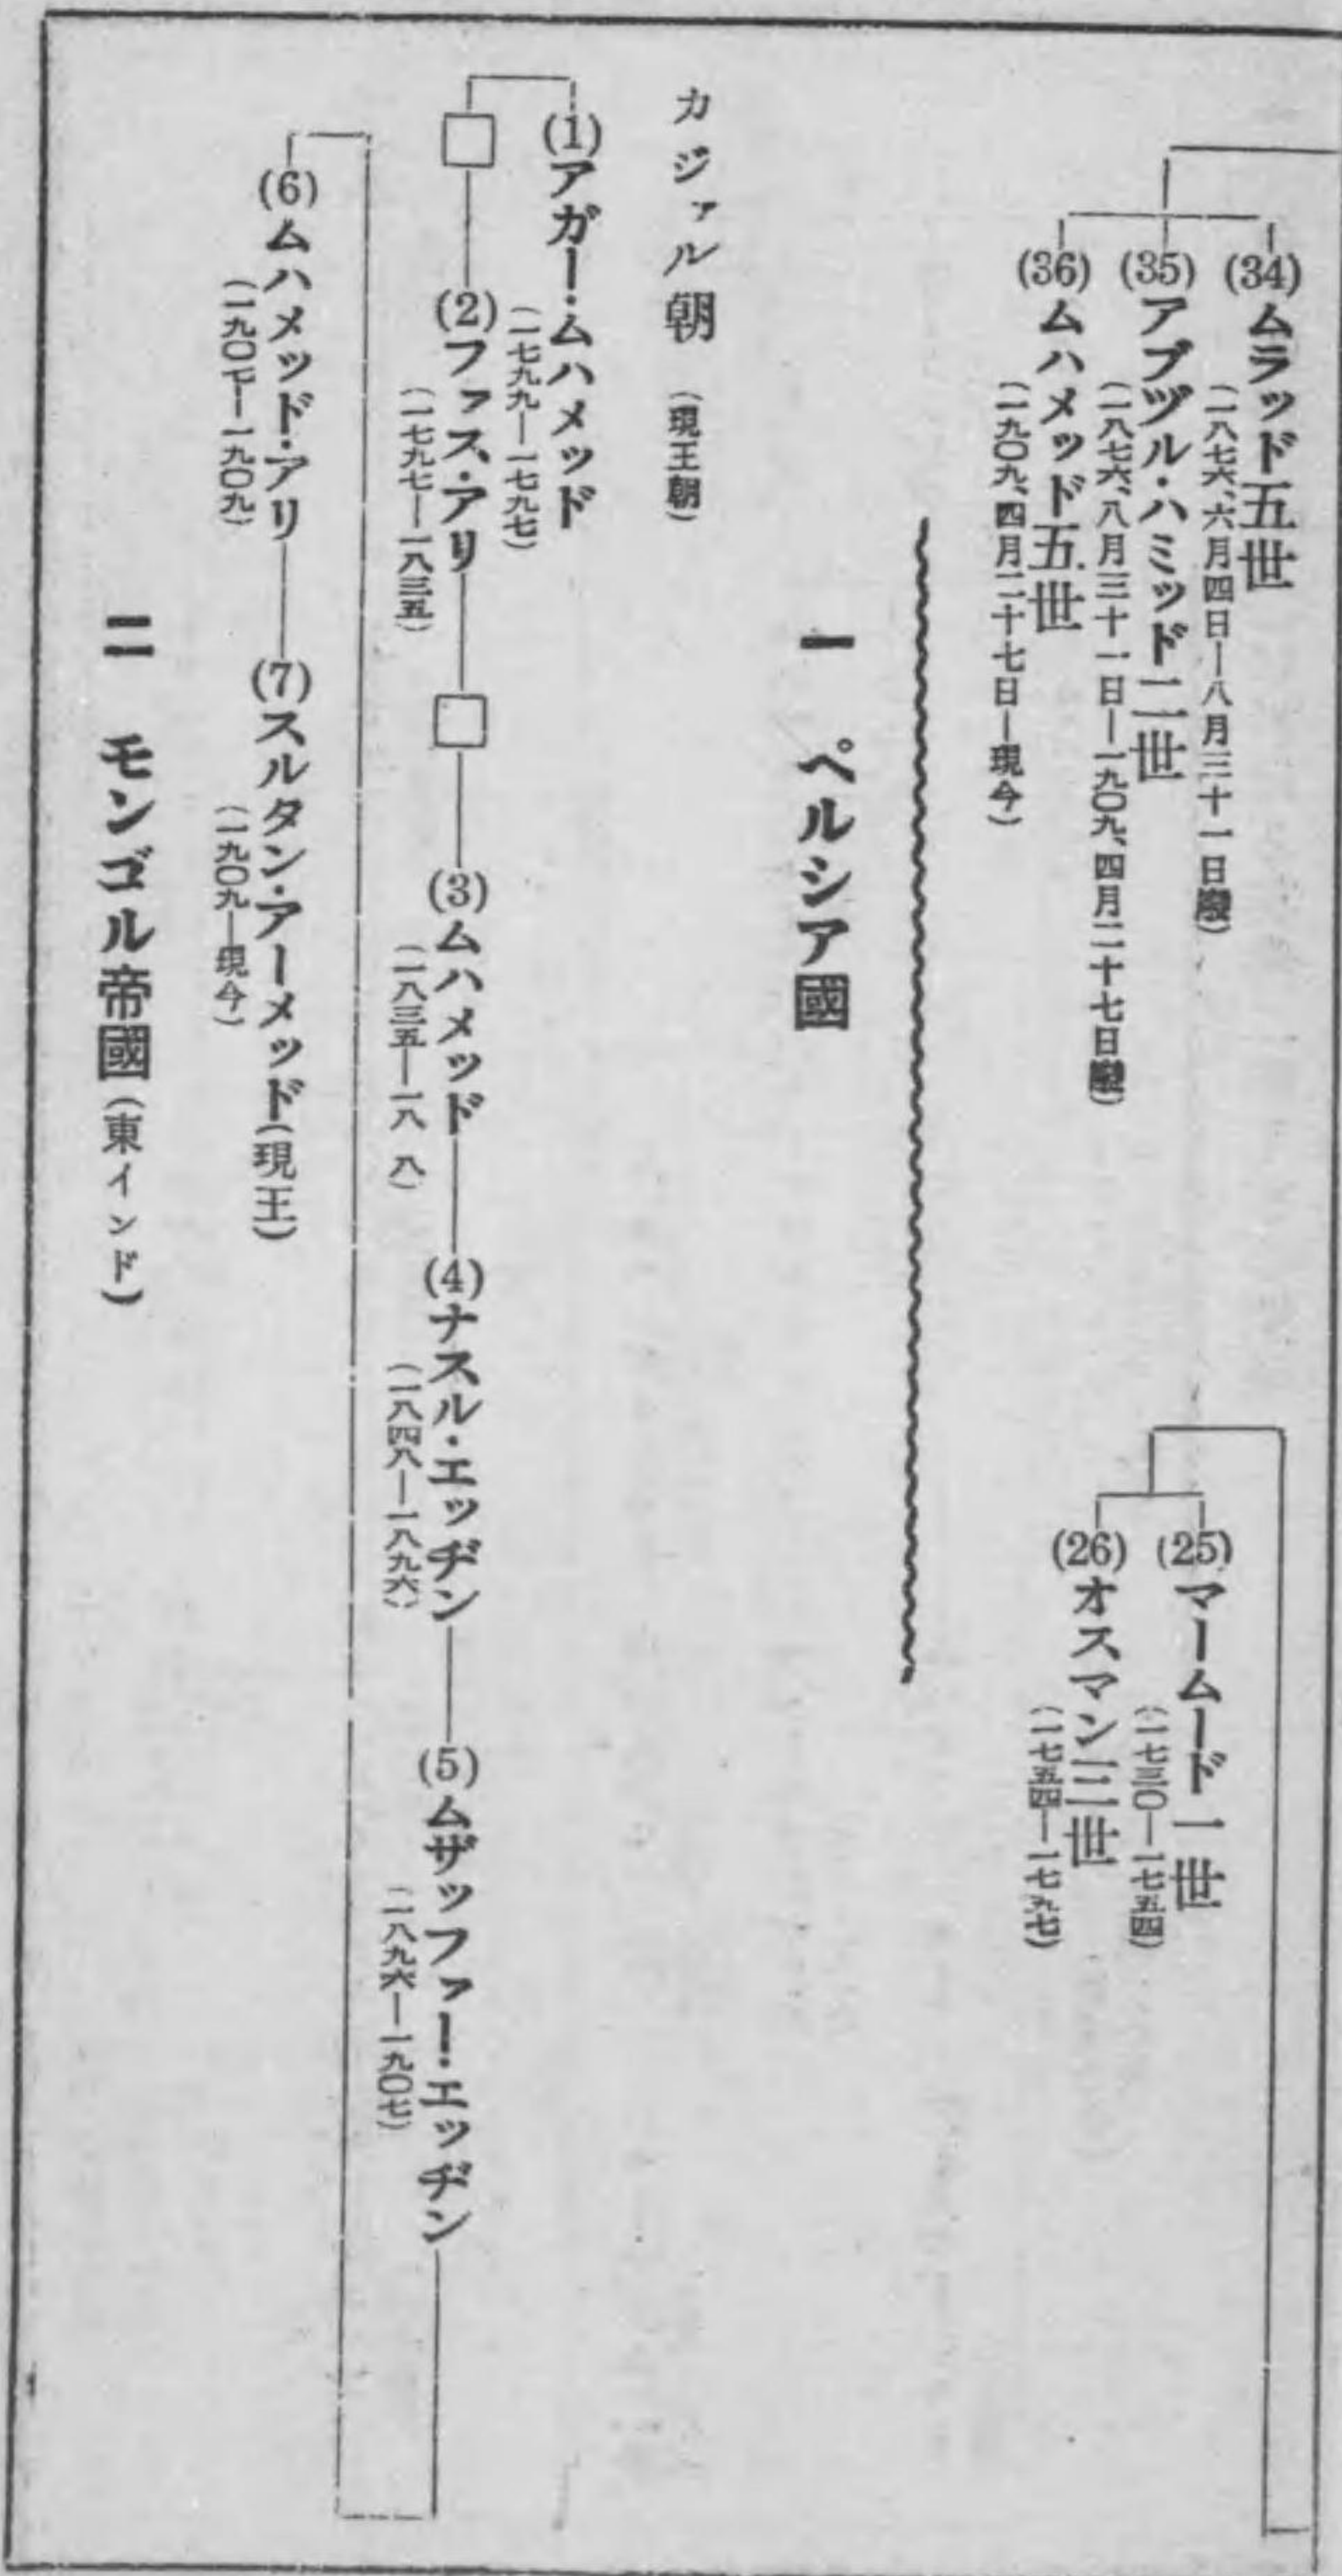 (34)ムラッド五世
(一八七六、六月四日—八月三十一日廢)
(35)アブヅル・ハミッド二世
(一八七六、八月三十一日—一九〇九、四月二十七日廢)
(36)ムハメッド五世
(一九〇九、四月二十七日—現今)
(25)マームード一世
(一七三〇—一七五四)
(26)オスマン三世
(一七五四—一七九七)
一 ペルシア國
カジァル朝 (現王朝)
(1)アガー・ムハメッド
(一七九九—一七九七)
(2)ファス・アリ
(一七九七—一八三五)
(3)ムハメッド
(一八三五—一八 八)
(4)ナスル・エッヂン
(一八四八—一八九六)
(5)ムザッファー・エッヂン
(一八九六—一九〇七)
(6)ムハメッド・アリ
(一九〇七—一九〇九)
(7)スルタン・アーメッド(現王)
(一九〇九—現今)
二 モンゴル帝國(東インド)